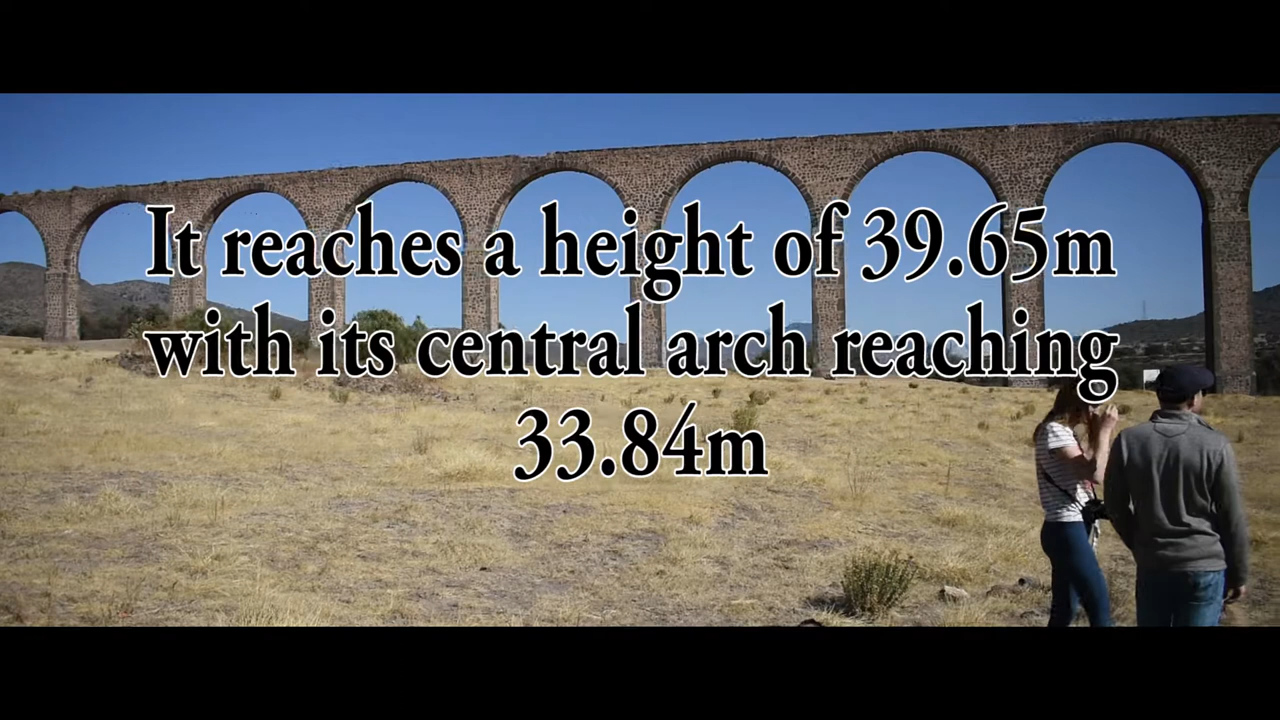 It reaches a height of 39.65m
with its central arch reaching
33.84m